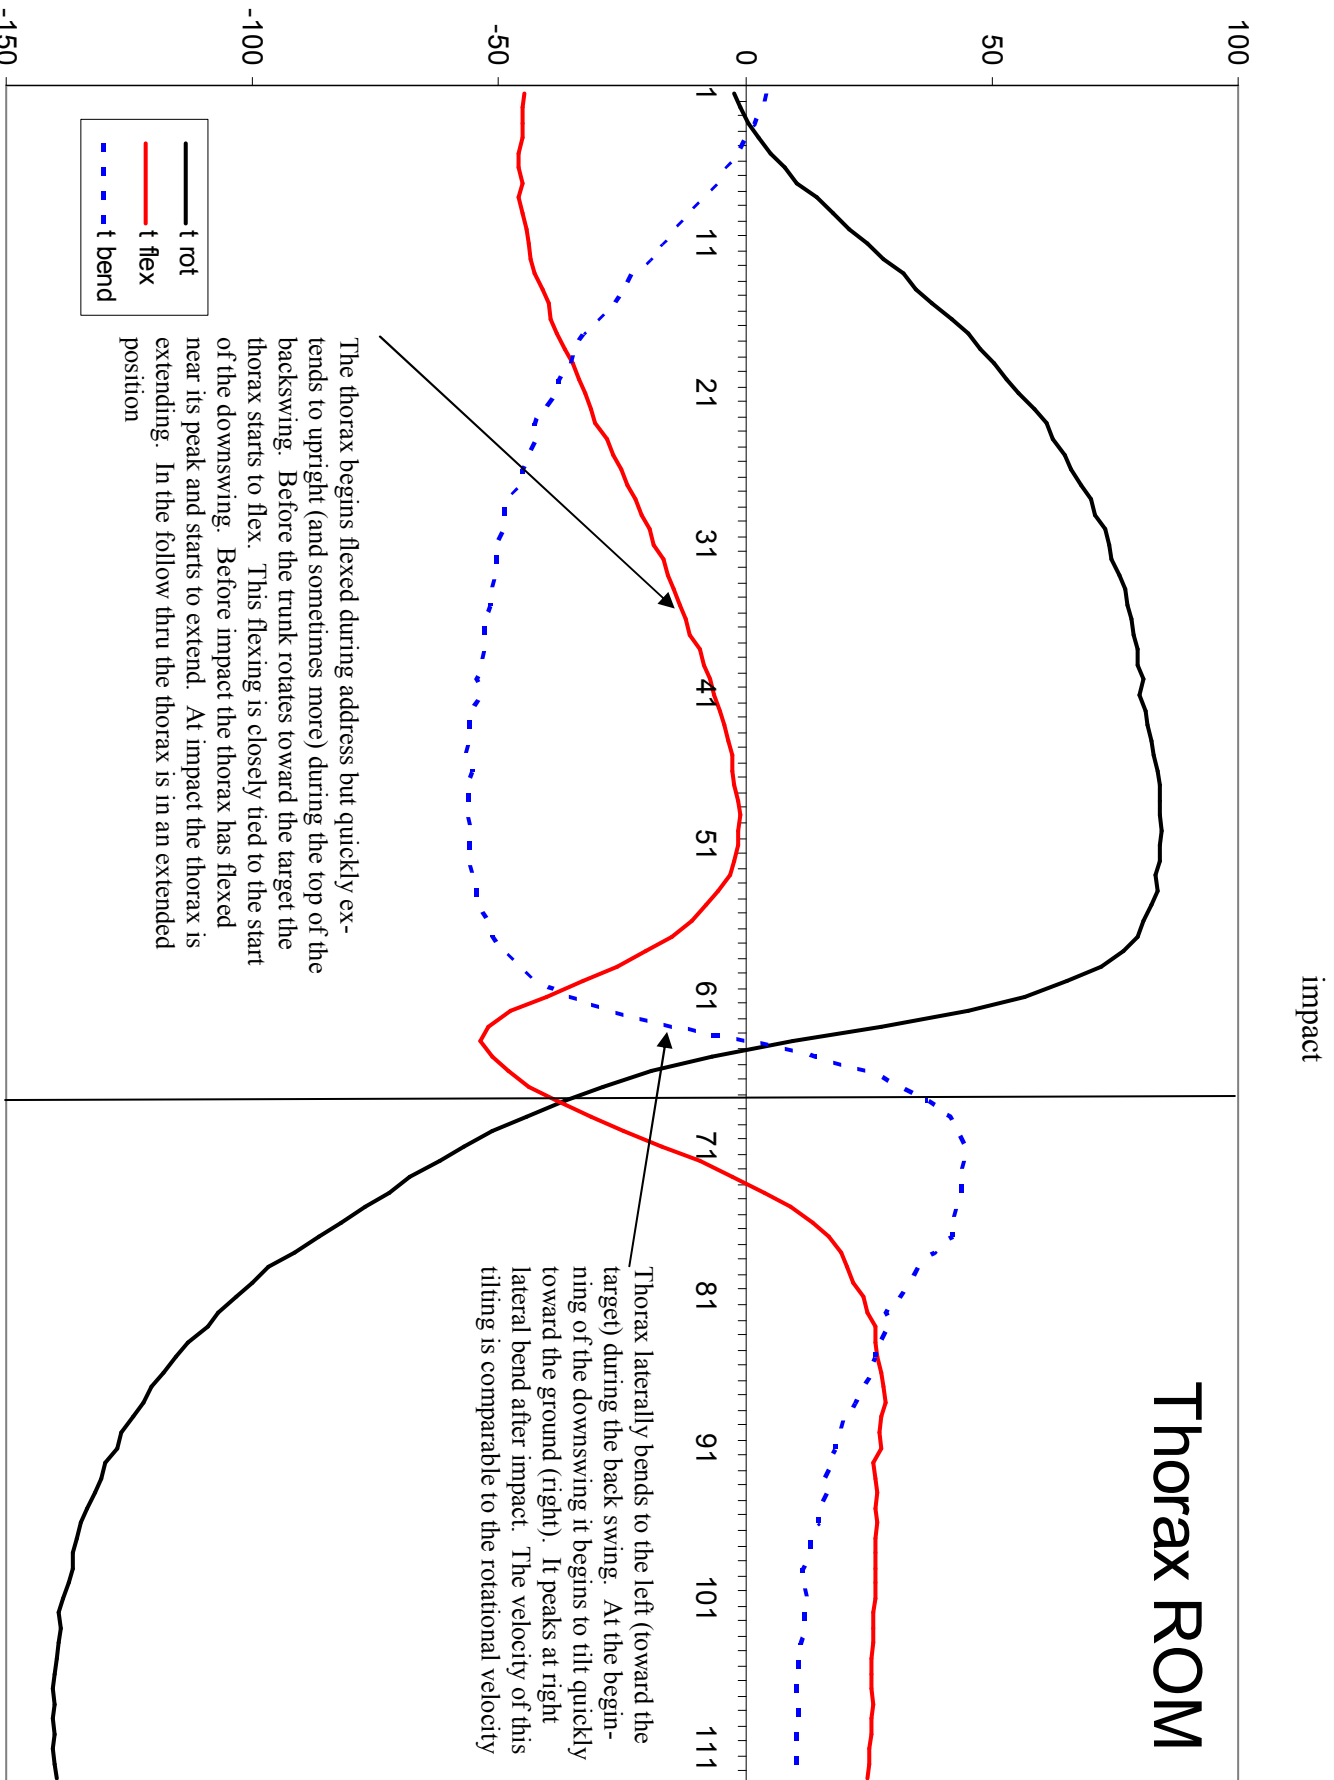 Thorax ROM
impact
100
50
0
-50
-100
-150
1
11
21
31
41
51
61
71
81
91
101
111
t rot
t flex
t bend
The thorax begins flexed during address but quickly ex-
tends to upright (and sometimes more) during the top of the
backswing.  Before the trunk rotates toward the target the
thorax starts to flex.  This flexing is closely tied to the start
of the downswing.  Before impact the thorax has flexed
near its peak and starts to extend.  At impact the thorax is
extending.  In the follow thru the thorax is in an extended
position
Thorax laterally bends to the left (toward the
target) during the back swing.  At the begin-
ning of the downswing it begins to tilt quickly
toward the ground (right).  It peaks at right
lateral bend after impact.  The velocity of this
tilting is comparable to the rotational velocity